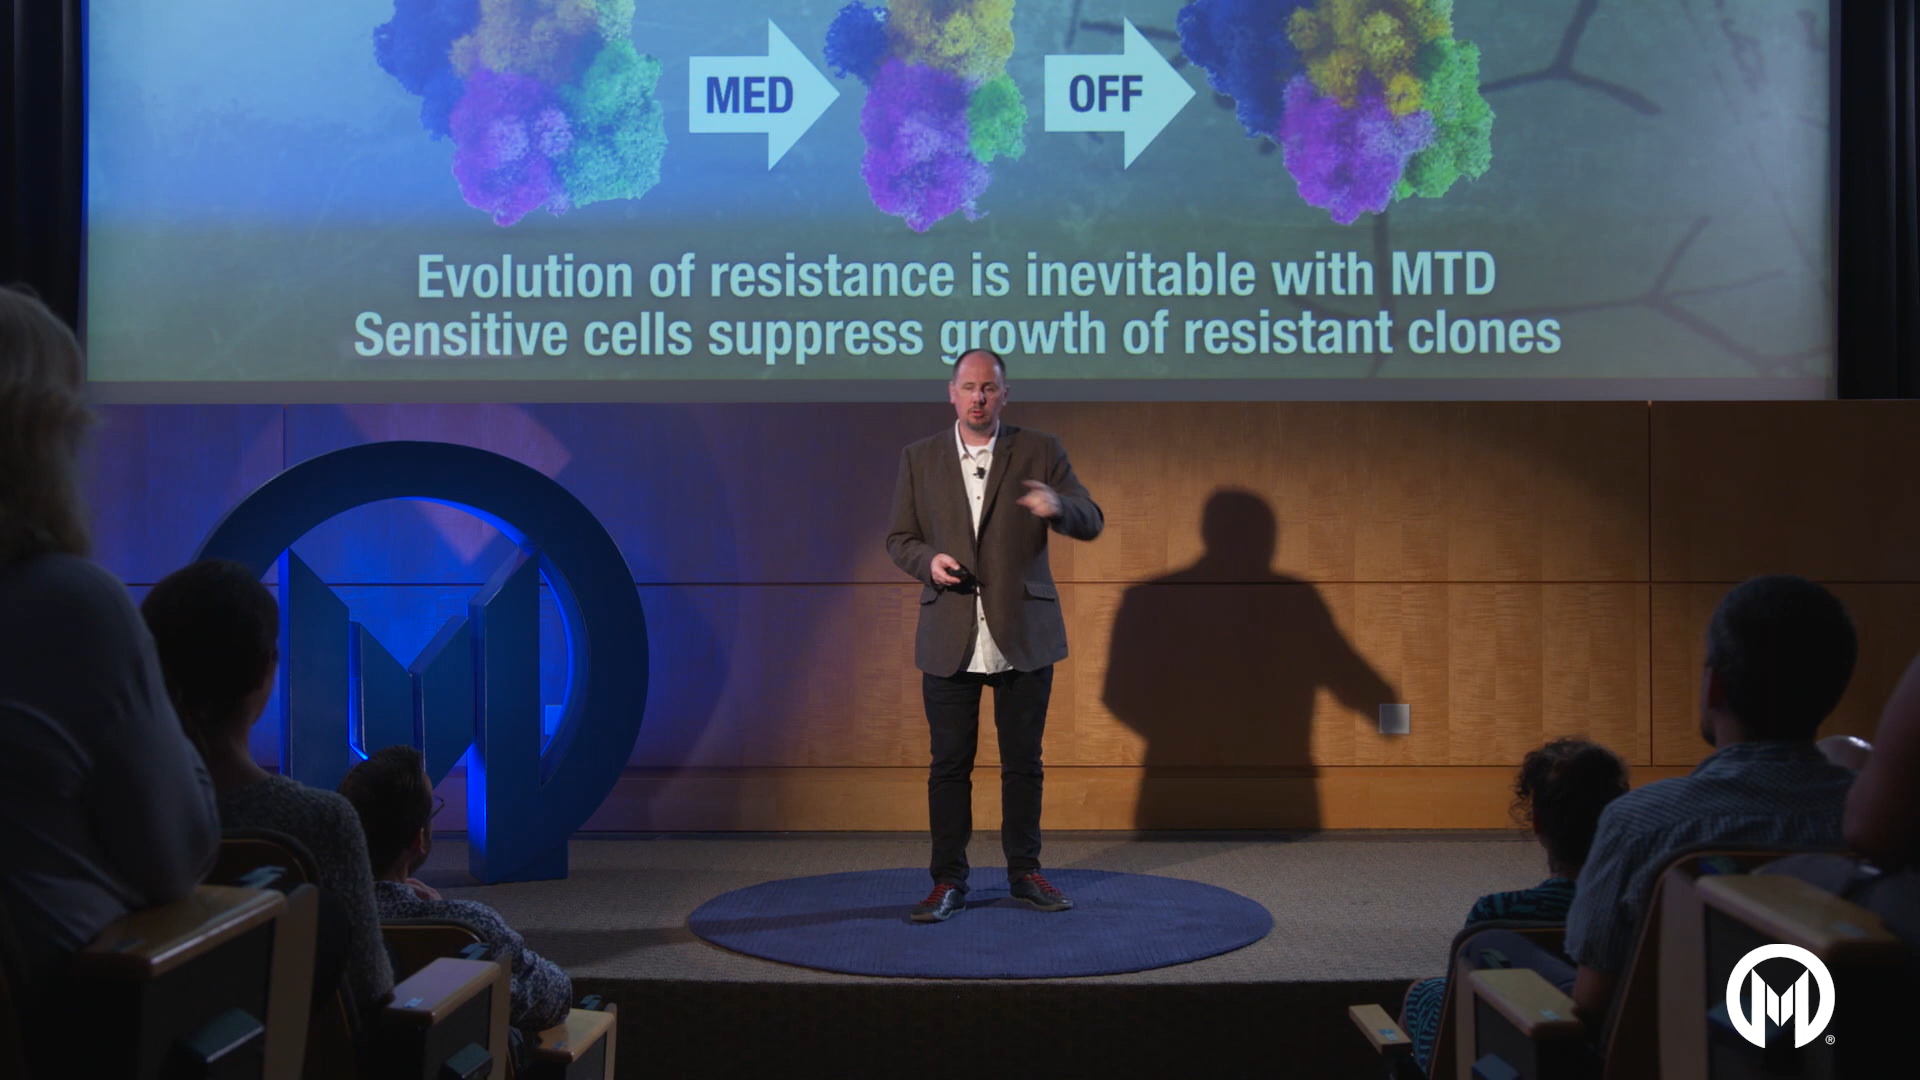 MED
OFF
Evolution of resistance is inevitable with MTD
Sensitive cells suppress growth of resistant clones
M
M
®